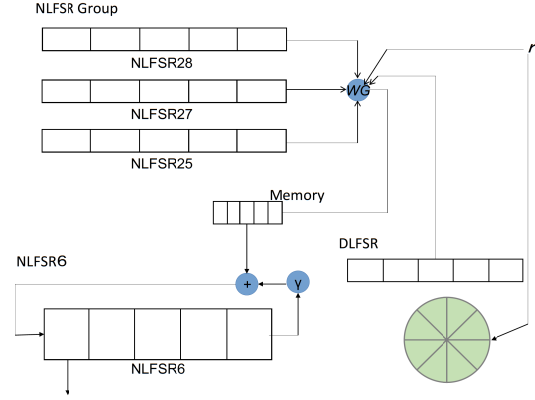 NLFSR Group
r
NLFSR28
WG
NLFSR27
NLFSR25
Memory
DLFSR
NLFSR6
+
γ
NLFSR6